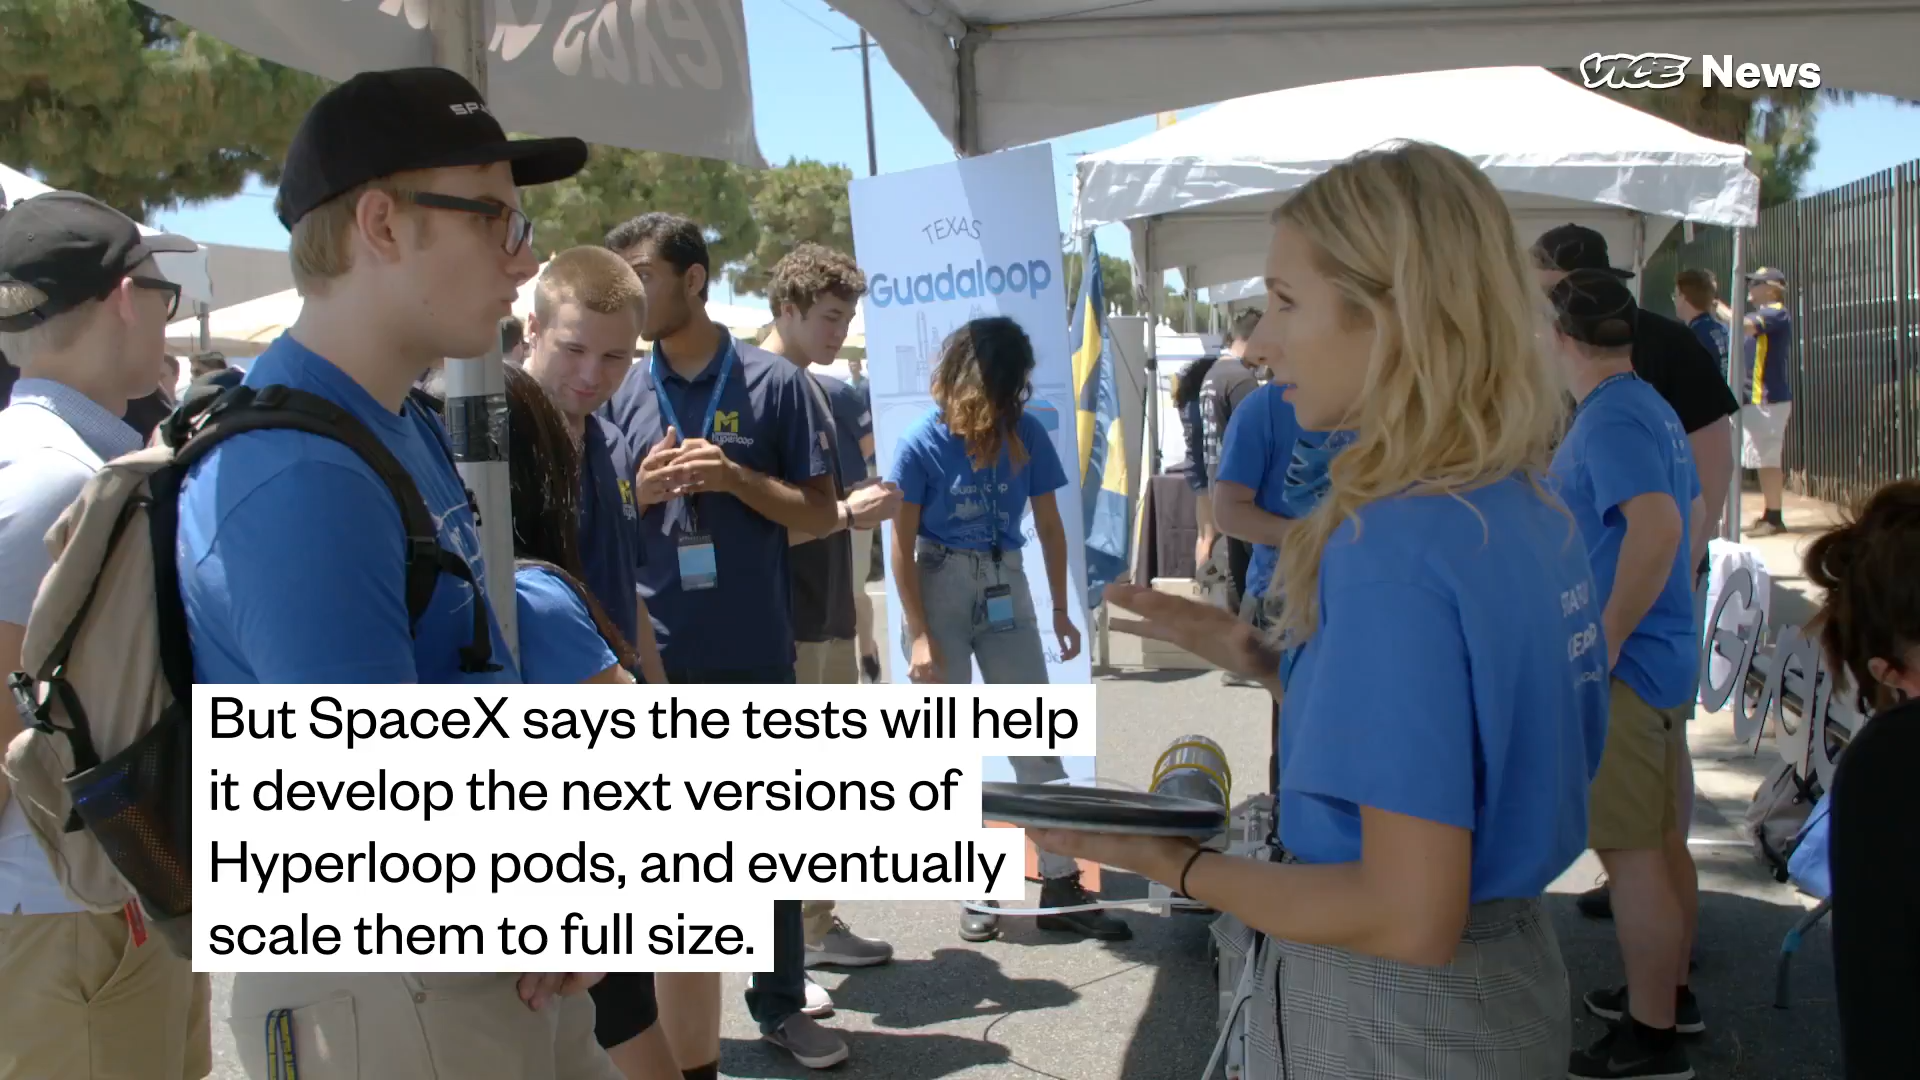 VICE News
TEXAS
Guadaloop
M
hyperloop
But SpaceX says the tests will help
it develop the next versions of
Hyperloop pods, and eventually
scale them to full size.